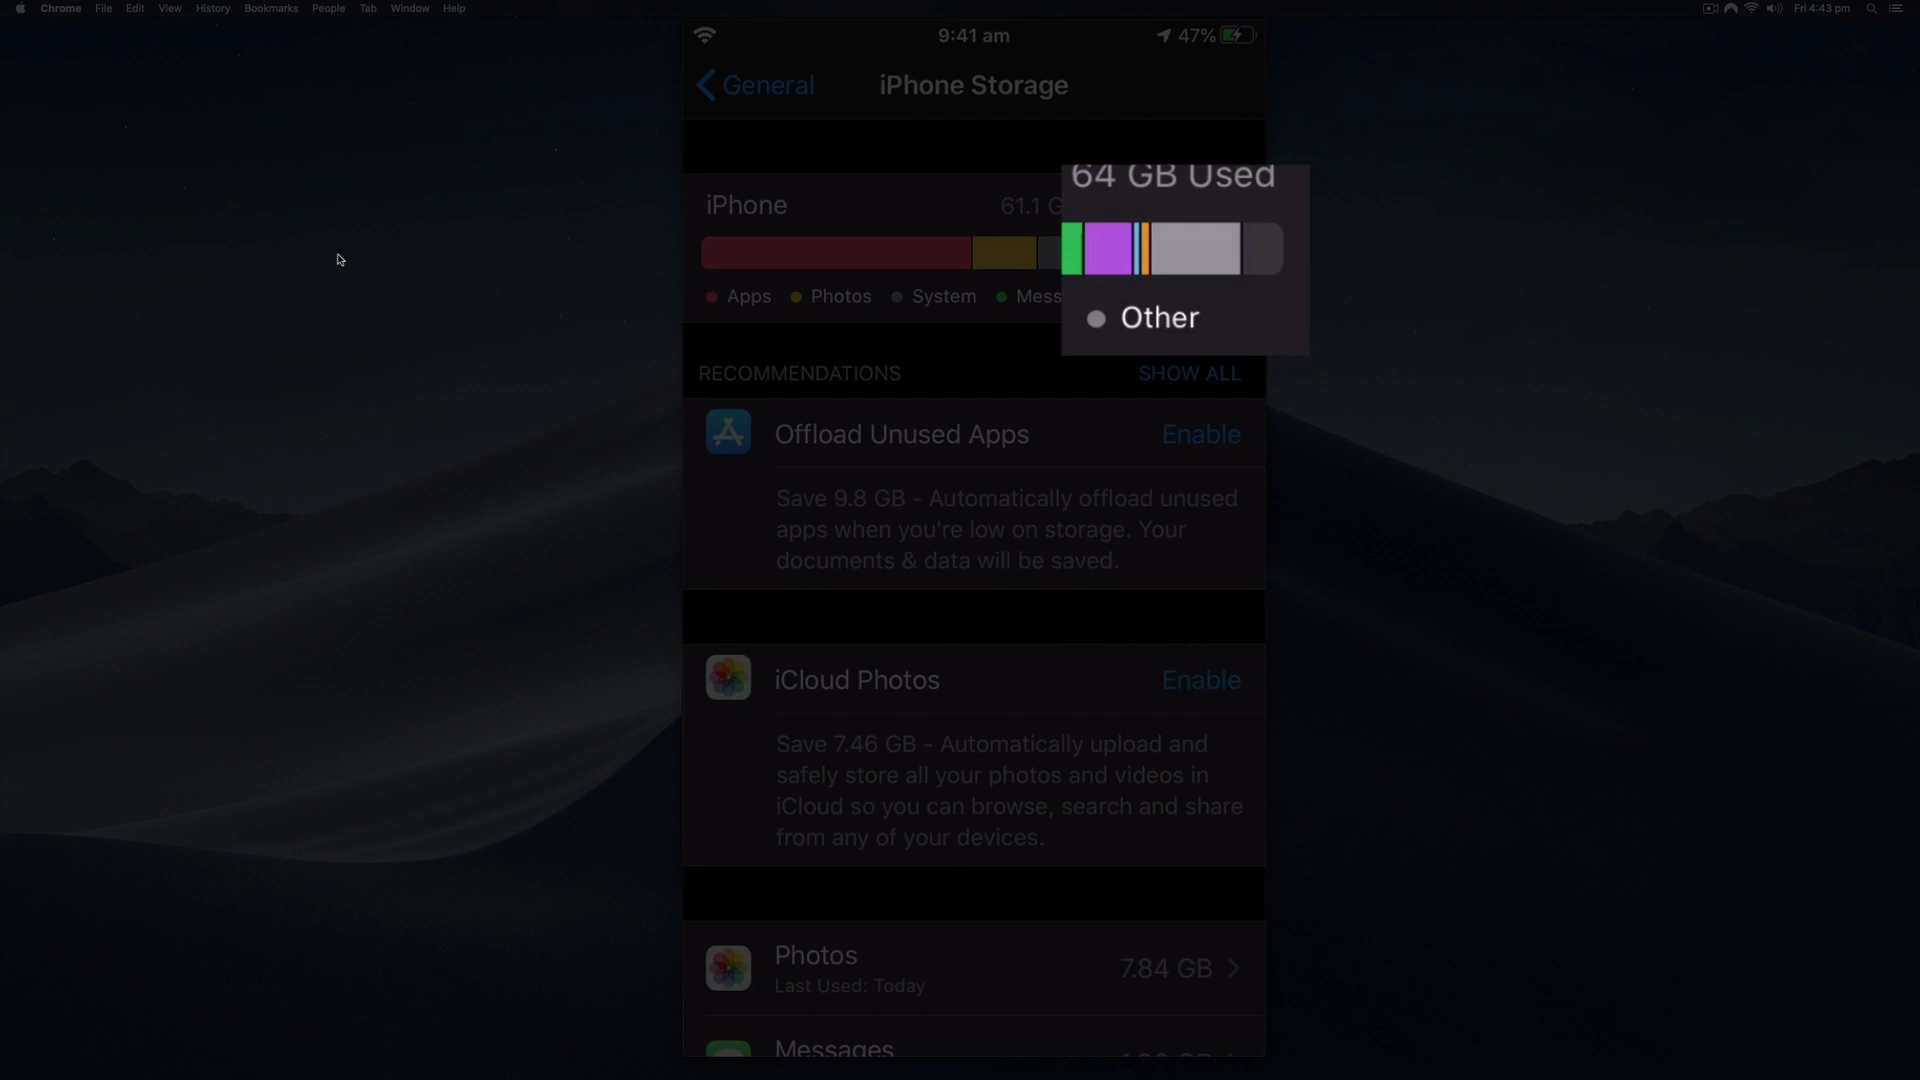 Chrome File Edit View History Bookmarks People Tab Window Help
Fri 4:43 pm
9:41 am
47%
General
iPhone Storage
64 GB Used
iPhone
61.1 G
Apps
Photos
System
Mess
Other
RECOMMENDATIONS
SHOW ALL
Offload Unused Apps
Enable
Save 9.8 GB - Automatically offload unused
apps when you're low on storage. Your
documents & data will be saved.
iCloud Photos
Enable
Save 7.46 GB - Automatically upload and
safely store all your photos and videos in
iCloud so you can browse, search and share
from any of your devices.
Photos
7.84 GB
Last Used: Today
Messages